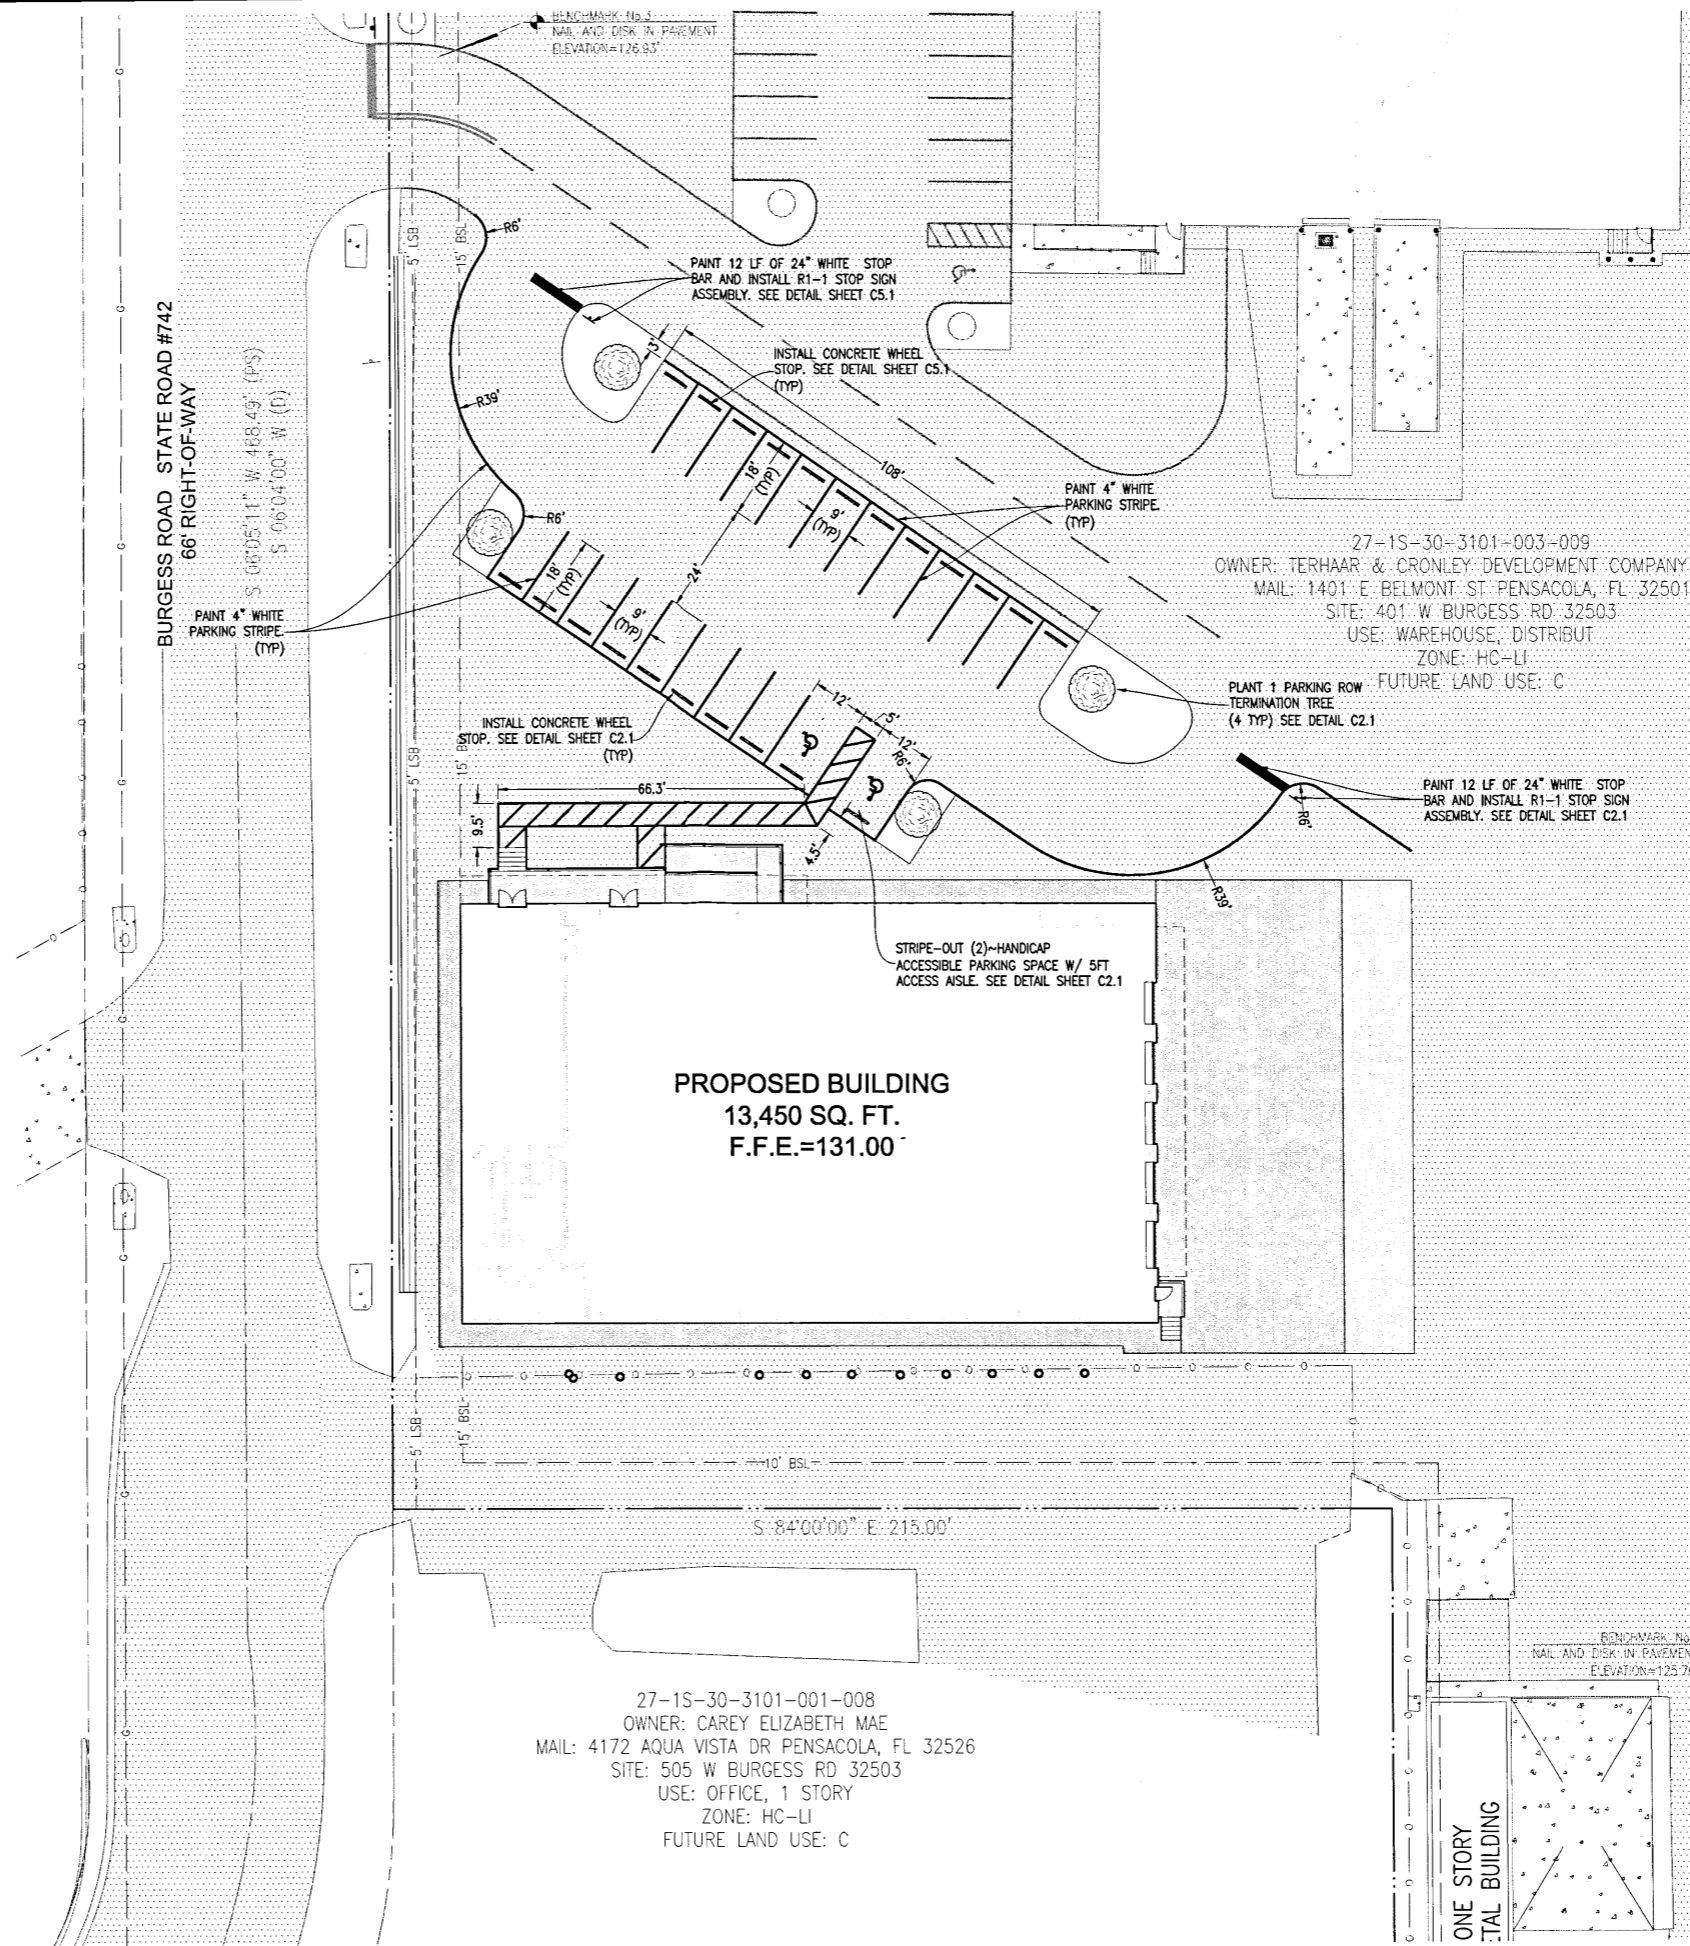 BENCHMARK No.3
NAIL AND DISK IN PAVEMENT
ELEVATION=126.93'
5' LSB
15' BSL
R6'
PAINT 12 LF OF 24" WHITE STOP
BAR AND INSTALL R1-1 STOP SIGN
ASSEMBLY. SEE DETAIL SHEET C5.1
BURGESS ROAD STATE ROAD #742
66' RIGHT-OF-WAY
S 06°05'11" W 468.49' (PS)
S 06°04'00" W (D)
3'
INSTALL CONCRETE WHEEL
STOP. SEE DETAIL SHEET C5.1
(TYP)
R39'
108'
18'
(TYP)
9'
(TYP)
PAINT 4" WHITE
PARKING STRIPE.
(TYP)
R6'
24'
18'
(TYP)
9'
(TYP)
PAINT 4" WHITE
PARKING STRIPE.
(TYP)
27-1S-30-3101-003-009
OWNER: TERHAAR & CRONLEY DEVELOPMENT COMPANY
MAIL: 1401 E BELMONT ST PENSACOLA, FL 32501
SITE: 401 W BURGESS RD 32503
USE: WAREHOUSE, DISTRIBUT
ZONE: HC-LI
FUTURE LAND USE: C
PLANT 1 PARKING ROW
TERMINATION TREE
(4 TYP) SEE DETAIL C2.1
INSTALL CONCRETE WHEEL
STOP. SEE DETAIL SHEET C2.1
(TYP)
5' LSB
15' BSL
12'
5'
12'
R6'
66.3'
9.5'
4.5'
PAINT 12 LF OF 24" WHITE STOP
BAR AND INSTALL R1-1 STOP SIGN
ASSEMBLY. SEE DETAIL SHEET C2.1
R6'
R39'
STRIPE-OUT (2)~HANDICAP
ACCESSIBLE PARKING SPACE W/ 5FT
ACCESS AISLE. SEE DETAIL SHEET C2.1
PROPOSED BUILDING
13,450 SQ. FT.
F.F.E.=131.00
5' LSB
15' BSL
10' BSL
S 84°00'00" E 215.00'
BENCHMARK No
NAIL AND DISK IN PAVEMEN
27-1S-30-3101-001-008
OWNER: CAREY ELIZABETH MAE
MAIL: 4172 AQUA VISTA DR PENSACOLA, FL 32526
SITE: 505 W BURGESS RD 32503
USE: OFFICE, 1 STORY
ZONE: HC-LI
FUTURE LAND USE: C
ONE STORY
ETAL BUILDING